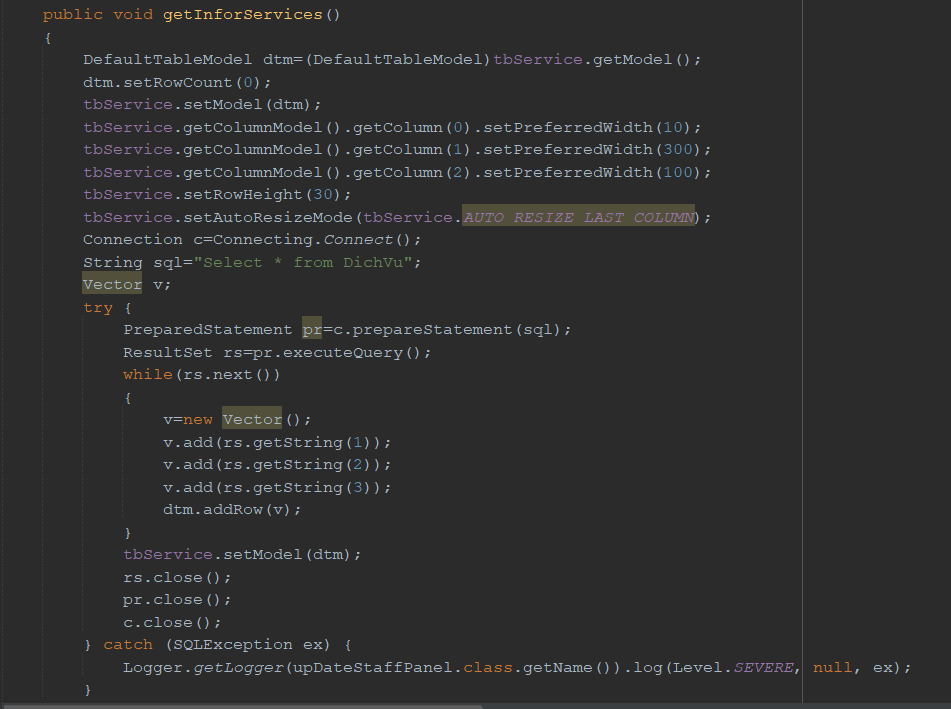 public void getInforServices()
{
DefaultTableModel dtm=(DefaultTableModel)tbService.getModel();
dtm.setRowCount(0);
tbService.setModel(dtm);
tbService.getColumnModel().getColumn(0).setPreferredWidth(10);
tbService.getColumnModel().getColumn(1).setPreferredWidth(300);
tbService.getColumnModel().getColumn(2).setPreferredWidth(100);
tbService.setRowHeight(30);
tbService.setAutoResizeMode(tbService.AUTO_RESIZE_LAST_COLUMN);
Connection c=Connecting.Connect();
String sql="Select * from DichVu";
Vector v;
try {
PreparedStatement pr=c.prepareStatement(sql);
ResultSet rs=pr.executeQuery();
while(rs.next())
{
v=new Vector();
v.add(rs.getString(1));
v.add(rs.getString(2));
v.add(rs.getString(3));
dtm.addRow(v);
}
tbService.setModel(dtm);
rs.close();
pr.close();
c.close();
} catch (SQLException ex) {
Logger.getLogger(upDateStaffPanel.class.getName()).log(Level.SEVERE, null, ex);
}